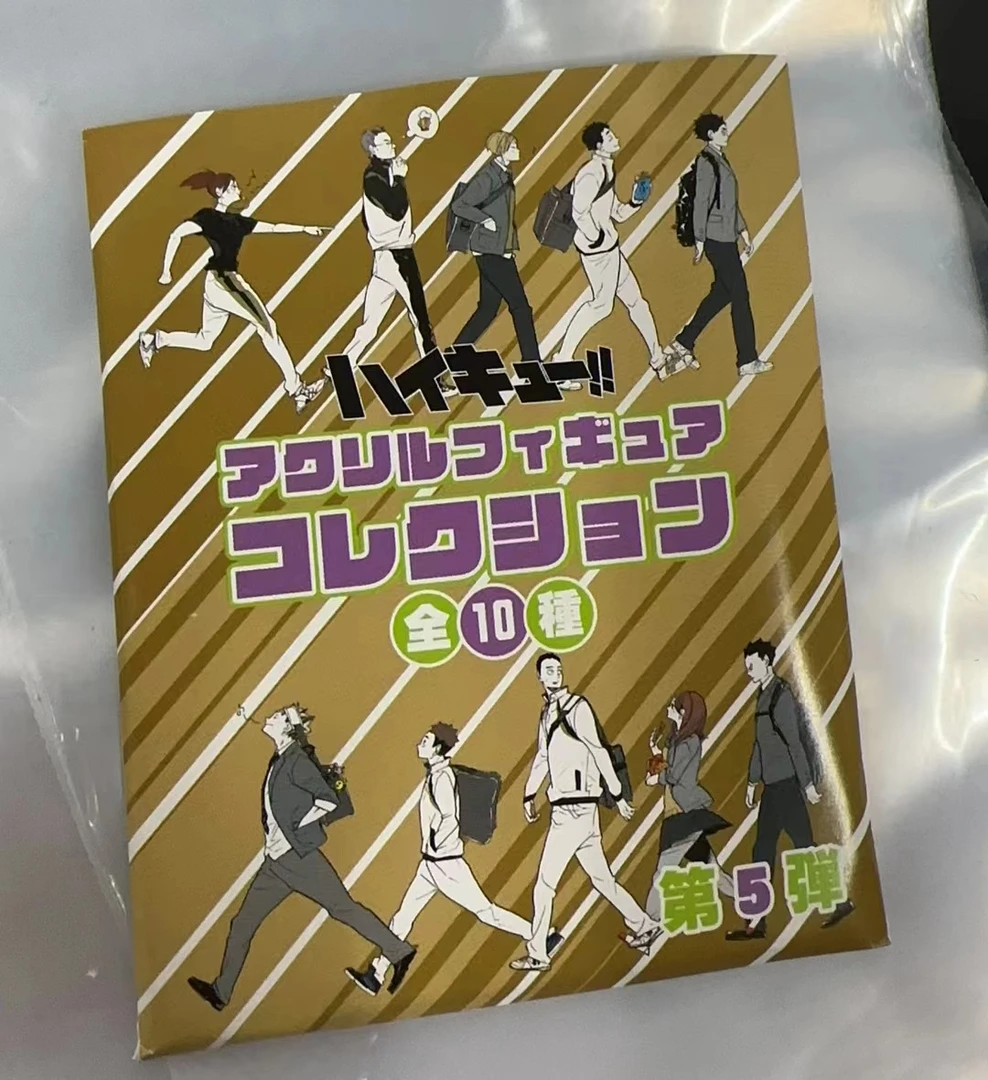 ハイキュー!!
アクリルフィギュア
コレクション
全10種
第5弾